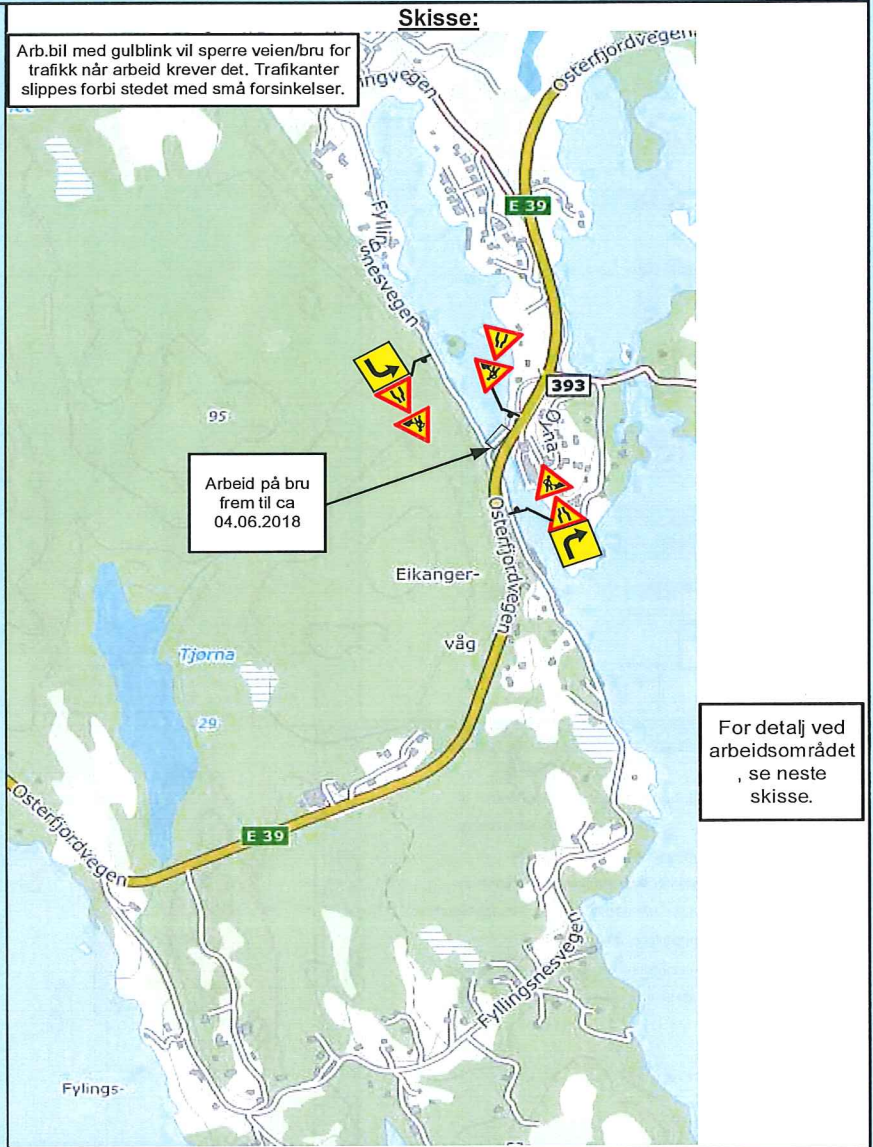 Skisse:
Arb.bil med gulblink vil sperre veien/bru for
trafikk når arbeid krever det. Trafikanter
slippes forbi stedet med små forsinkelser.
ngvegen
Osterfjordvegen
E 39
Fyllingsnesvegen
393
Øyna
95
Arbeid på bru
frem til ca
04.06.2018
Osterfjordvegen
Eikanger-
våg
Tjørna
29
For detalj ved
arbeidsområdet
, se neste
skisse.
Osterfjordvegen
E 39
Fyllingsnesvegen
Fylings-